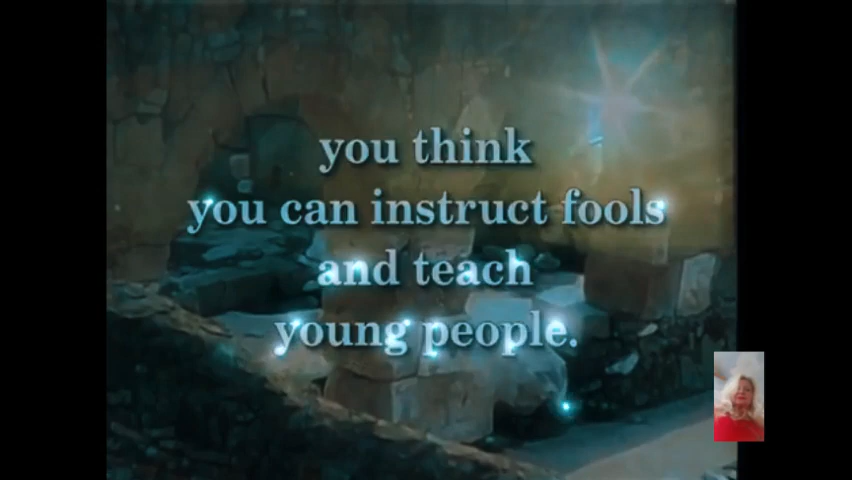 you think
you can instruct fools
and teach
young people.